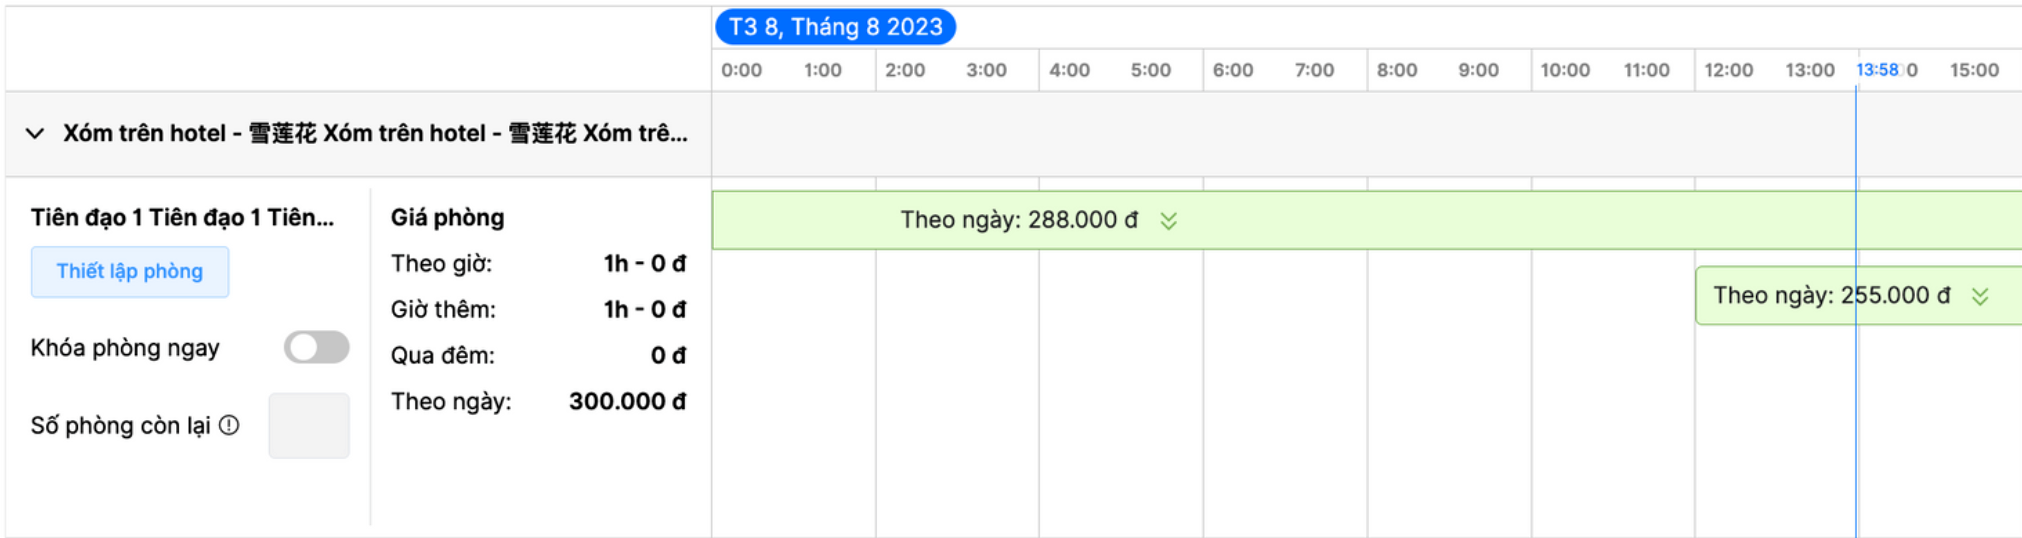 T3 8, Tháng 8 2023
0:00 1:00 2:00 3:00 4:00 5:00 6:00 7:00 8:00 9:00 10:00 11:00 12:00 13:00 13:58 0 15:00
Xóm trên hotel - 雪莲花 Xóm trên hotel - 雪莲花 Xóm trê...
Tiên đạo 1 Tiên đạo 1 Tiên...
Thiết lập phòng
Khóa phòng ngay
Số phòng còn lại
Giá phòng
Theo giờ: 1h - 0 đ
Giờ thêm: 1h - 0 đ
Qua đêm: 0 đ
Theo ngày: 300.000 đ
Theo ngày: 288.000 đ
Theo ngày: 255.000 đ